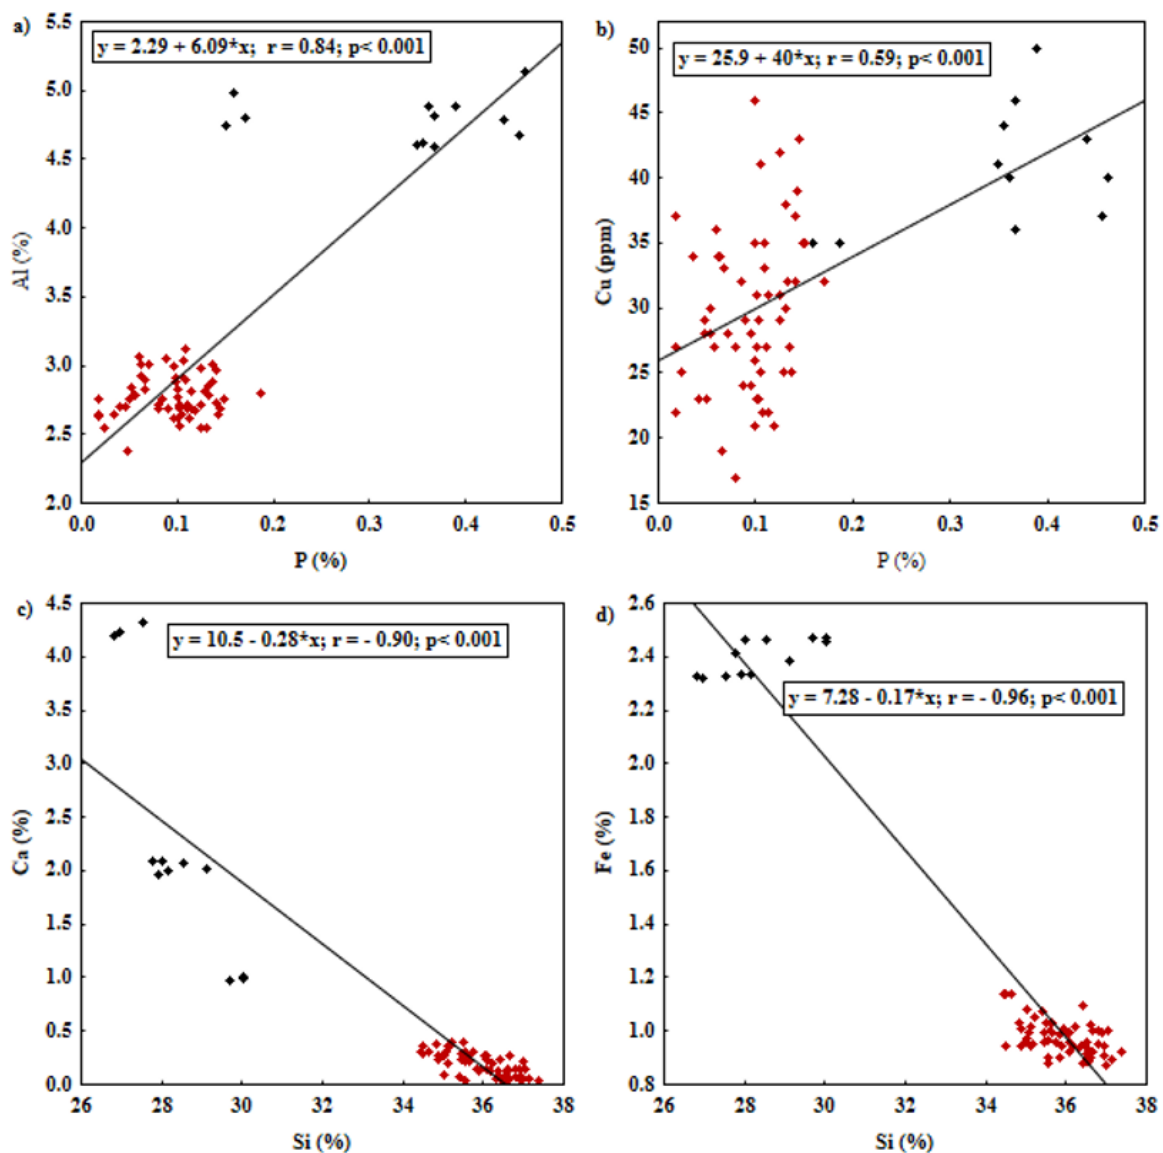 a)
y = 2.29 + 6.09*x; r = 0.84; p< 0.001
Al (%)
5.5
5.0
4.5
4.0
3.5
3.0
2.5
2.0
0.0 0.1 0.2 0.3 0.4 0.5
P (%)
b)
y = 25.9 + 40*x; r = 0.59; p< 0.001
Cu (ppm)
50
45
40
35
30
25
20
15
0.0 0.1 0.2 0.3 0.4 0.5
P (%)
c)
y = 10.5 - 0.28*x; r = - 0.90; p< 0.001
Ca (%)
4.5
4.0
3.5
3.0
2.5
2.0
1.5
1.0
0.5
0.0
26 28 30 32 34 36 38
Si (%)
d)
y = 7.28 - 0.17*x; r = - 0.96; p< 0.001
Fe (%)
2.6
2.4
2.2
2.0
1.8
1.6
1.4
1.2
1.0
0.8
26 28 30 32 34 36 38
Si (%)